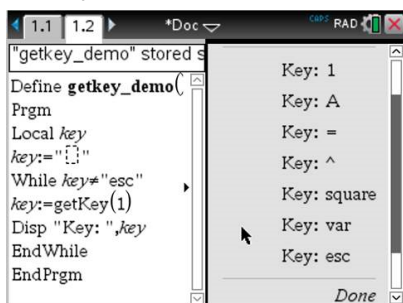 1.1 1.2 *Doc CAPS RAD
"getkey_demo" stored s
Define getkey_demo(
Prgm
Local key
key:=" "
While key≠"esc"
key:=getKey(1)
Disp "Key: ",key
EndWhile
EndPrgm
Key: 1
Key: A
Key: =
Key: ^
Key: square
Key: var
Key: esc
Done